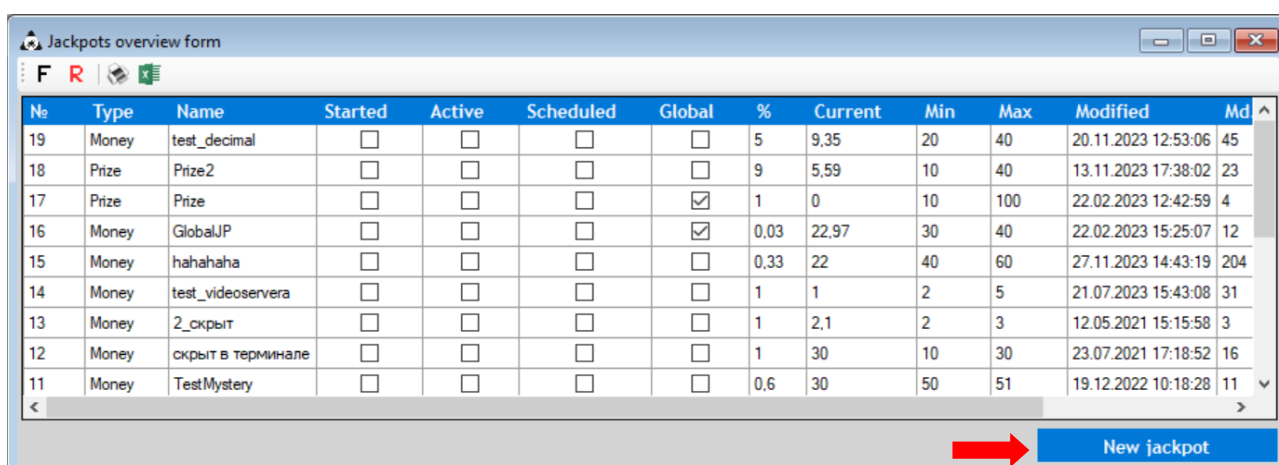 Jackpots overview form
F R
№ Type Name Started Active Scheduled Global % Current Min Max Modified Md.
19 Money test_decimal 5 9,35 20 40 20.11.2023 12:53:06 45
18 Prize Prize2 9 5,59 10 40 13.11.2023 17:38:02 23
17 Prize Prize 1 0 10 100 22.02.2023 12:42:59 4
16 Money GlobalJP 0,03 22,97 30 40 22.02.2023 15:25:07 12
15 Money hahahaha 0,33 22 40 60 27.11.2023 14:43:19 204
14 Money test_videoservera 1 1 2 5 21.07.2023 15:43:08 31
13 Money 2_скрыт 1 2,1 2 3 12.05.2021 15:15:58 3
12 Money скрыт в терминале 1 30 10 30 23.07.2021 17:18:52 16
11 Money TestMystery 0,6 30 50 51 19.12.2022 10:18:28 11
New jackpot